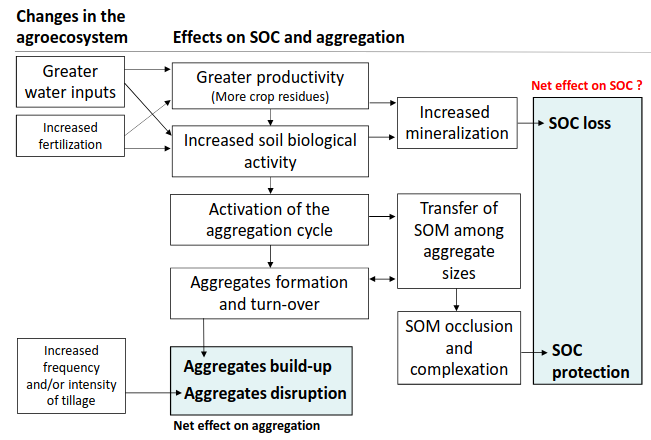 Changes in the
agroecosystem
Effects on SOC and aggregation
Greater
water inputs
Increased
fertilization
Greater productivity
(More crop residues)
Increased soil biological
activity
Increased
mineralization
Net effect on SOC ?
SOC loss
Activation of the
aggregation cycle
Transfer of
SOM among
aggregate
sizes
Aggregates formation
and turn-over
SOM occlusion
and
complexation
SOC
protection
Increased
frequency
and/or intensity
of tillage
Aggregates build-up
Aggregates disruption
Net effect on aggregation